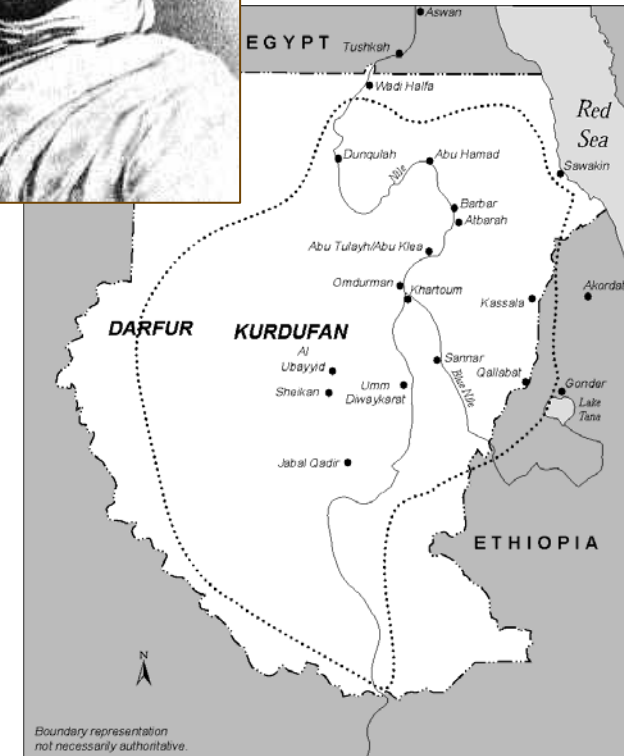 Aswan
EGYPT
Tushkah
Wadi Halfa
Red
Sea
Dunqulah
Nile
Abu Hamad
Sawakin
Barbar
Atbarah
Abu Tulayh/Abu Klea
Omdurman
Khartoum
Kassala
Akordat
DARFUR
KURDUFAN
Al
Ubayyid
Sannar
Blue Nile
Qallabat
Gonder
Sheikan
Umm
Diwaykarat
Lake
Tana
Jabal Qadir
ETHIOPIA
N
Boundary representation
not necessarily authoritative.